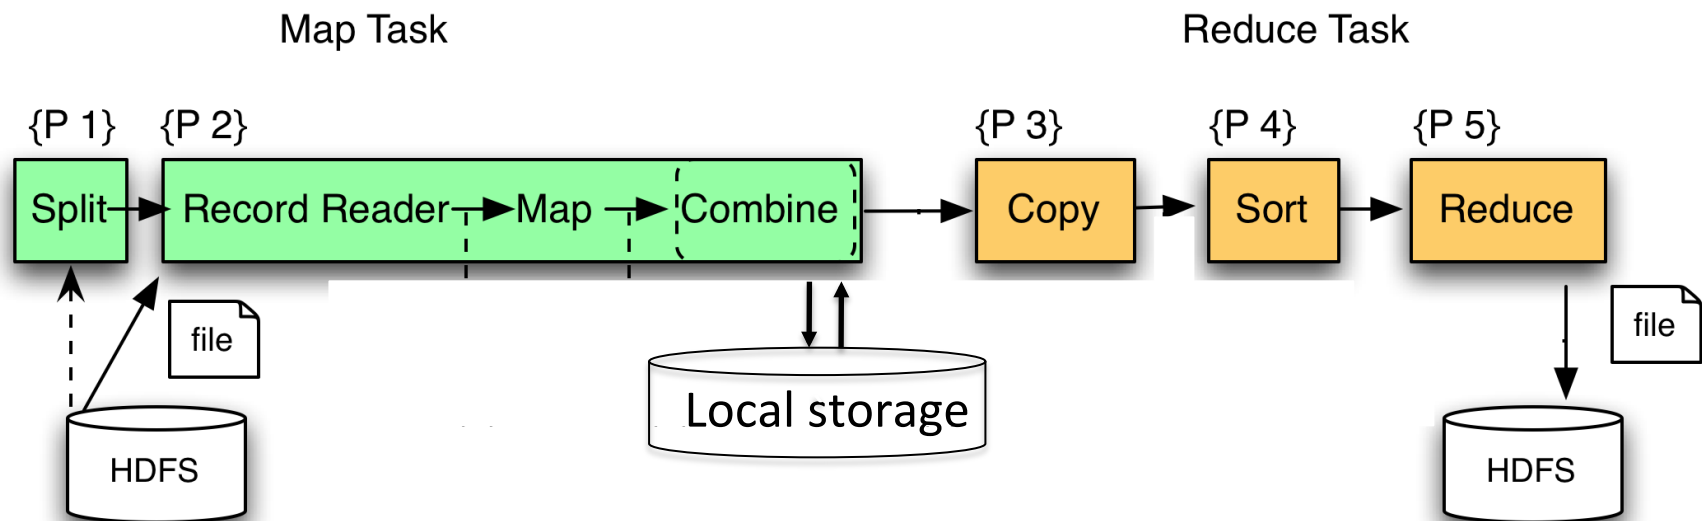 Map Task
Reduce Task
{P 1}
{P 2}
{P 3}
{P 4}
{P 5}
Split
Record Reader
Map
Combine
Copy
Sort
Reduce
file
file
Local storage
HDFS
HDFS